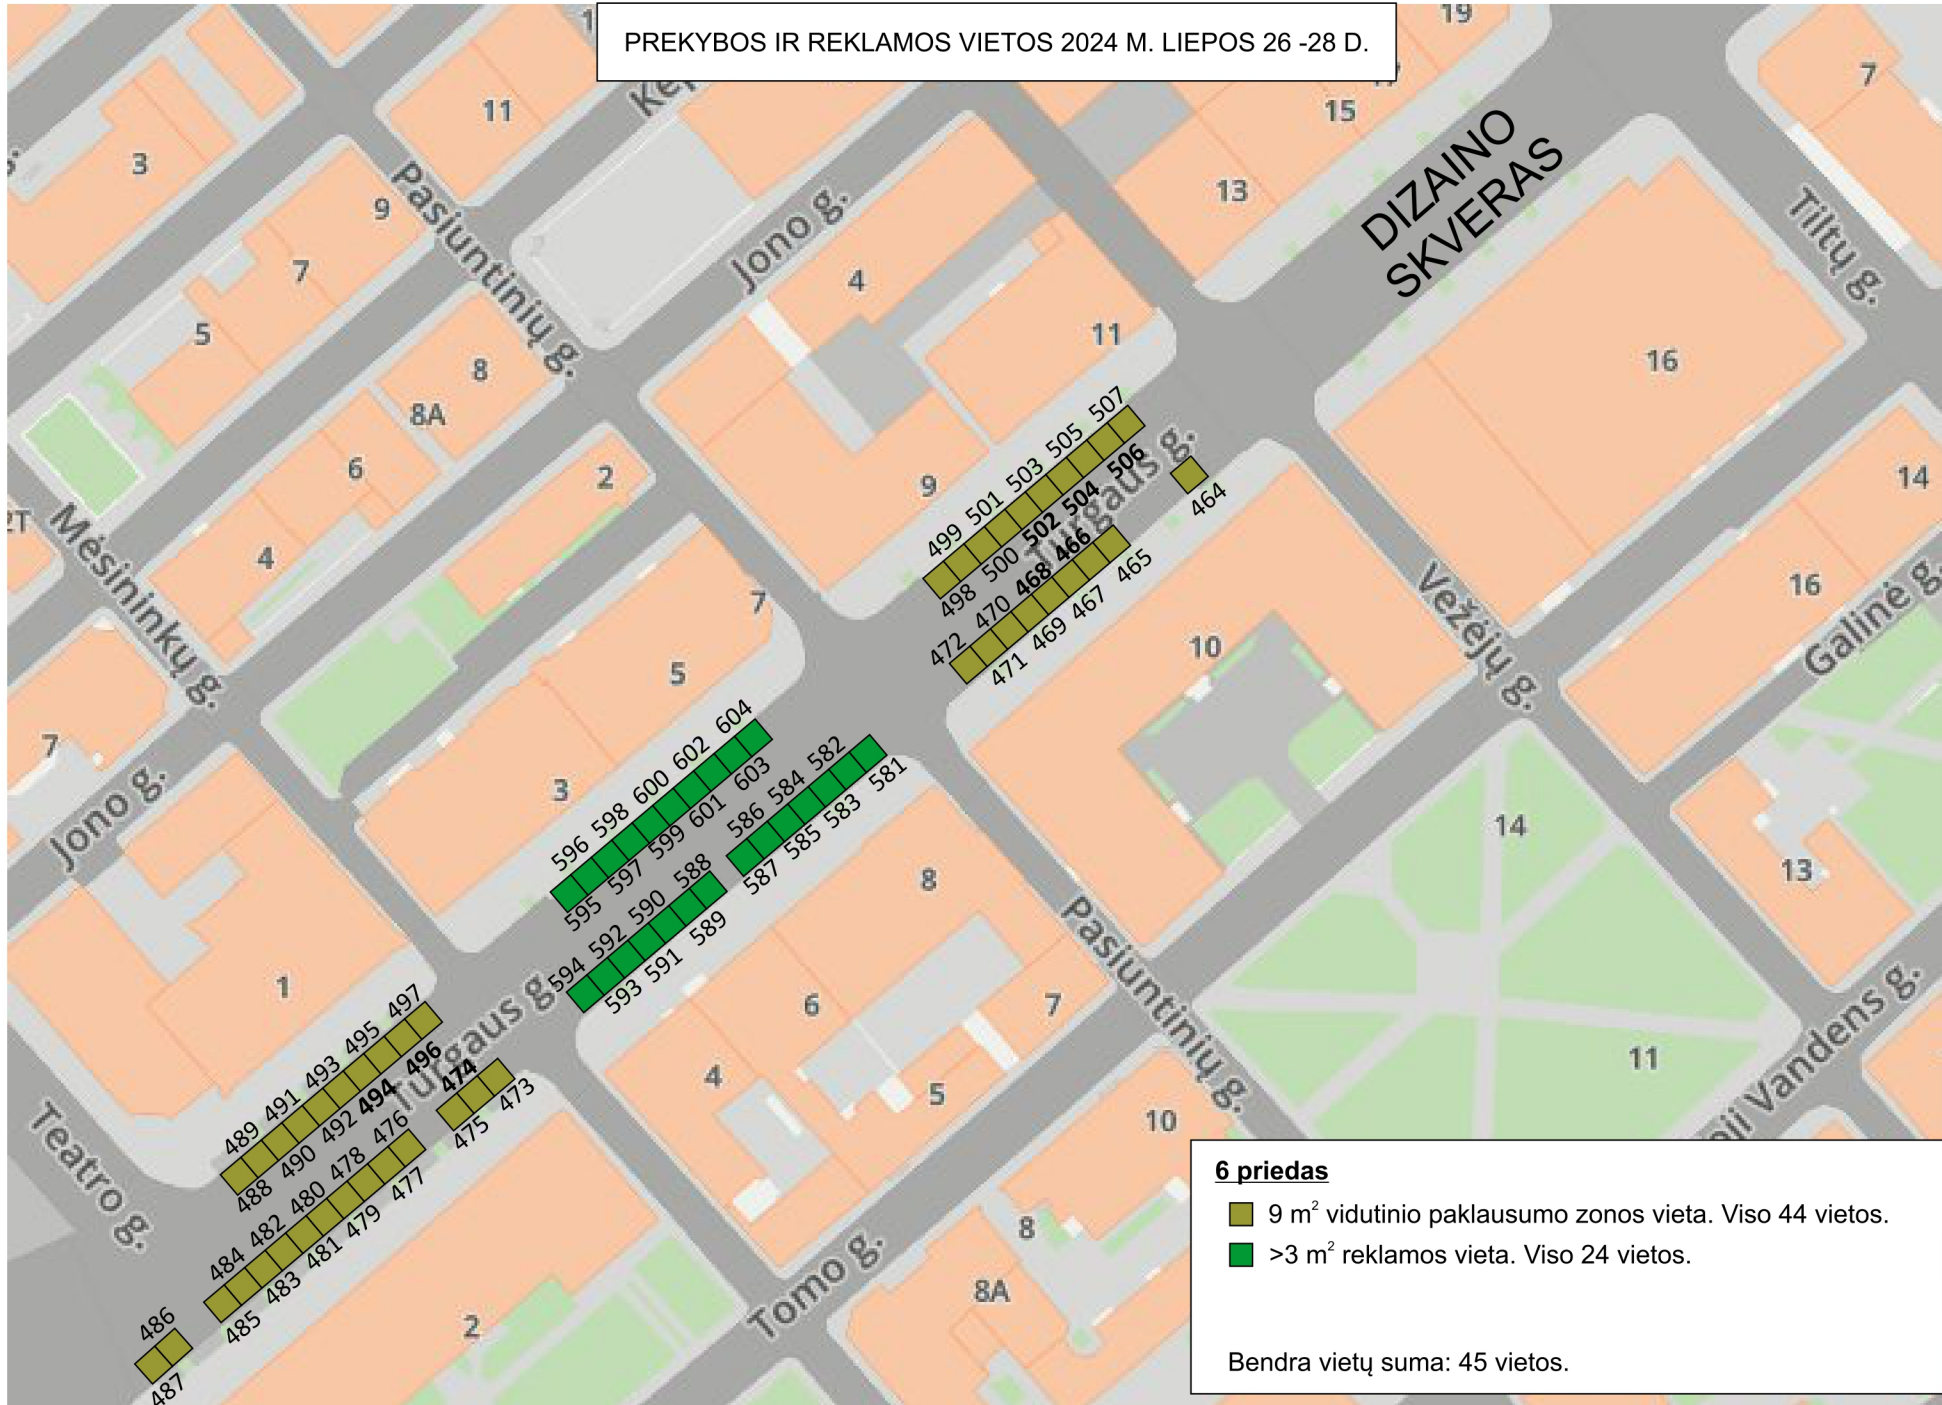 PREKYBOS IR REKLAMOS VIETOS 2024 M. LIEPOS 26 -28 D.
19
7
11
15
3
13
9
DIZAINO
SKVERAS
Pasiuntinių g.
Jono g.
Tiltų g.
7
4
5
11
16
8
8A
6
2
9
14
4
Mėsininkų g.
499 501 503 505 507
498 500 502 504 506
Turgaus g.
464
472 470 468 466
471 469 467 465
7
5
10
Vežėjų g.
16
Galinė g.
7
3
Jono g.
596 598 600 602 604
595 597 599 601 603
586 584 582
587 585 583 581
594 592 590 588
593 591 589
8
14
13
1
6
7
Pasiuntinių g.
11
4
5
10
Turgaus g.
489 491 493 495 497
488 490 492 494 496
Turgaus
474
475 473
484 482 480 478 476
485 483 481 479 477
486
487
Teatro g.
2
Tomo g.
8
8A
Vandens g.
6 priedas
9 m² vidutinio paklausumo zonos vieta. Viso 44 vietos.
>3 m² reklamos vieta. Viso 24 vietos.
Bendra vietų suma: 45 vietos.